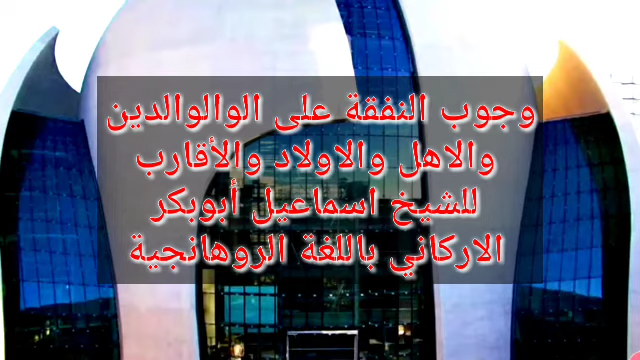 وجوب النفقة على الوالوالدين
والاهل والاولاد والأقارب
للشيخ اسماعيل أبوبكر
الاركاني باللغة الروهانجية